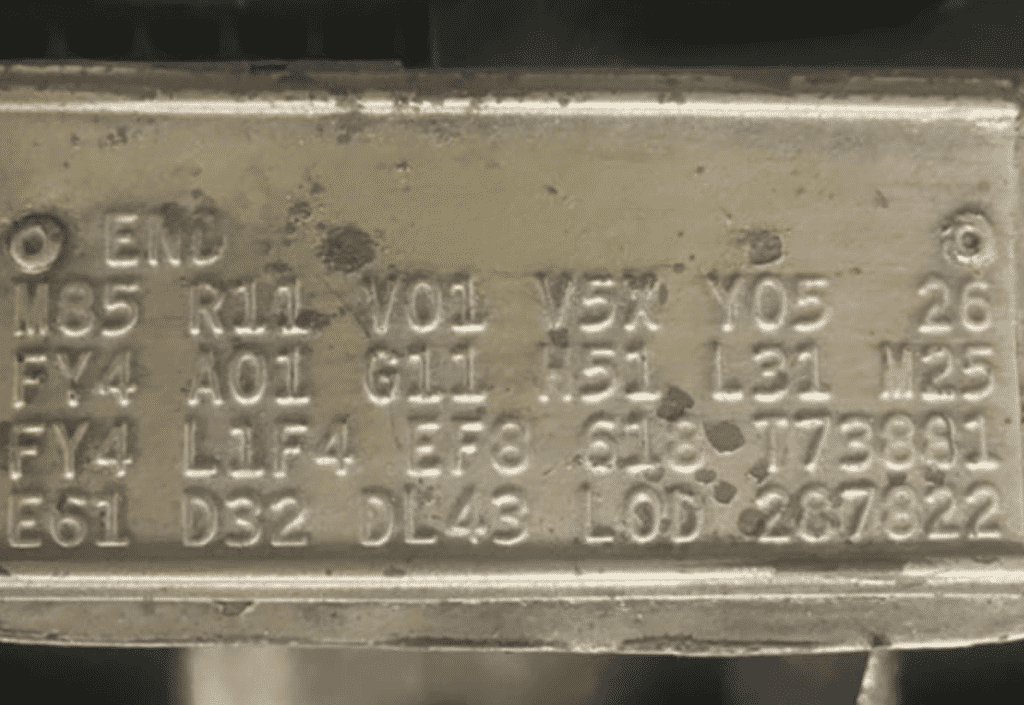 END
M85 R11 V01 V5X Y05 26
FY4 A01 G11 H51 L31 M25
FY4 L1F4 EF8 618 T73881
E61 D32 DL43 L0D 287822